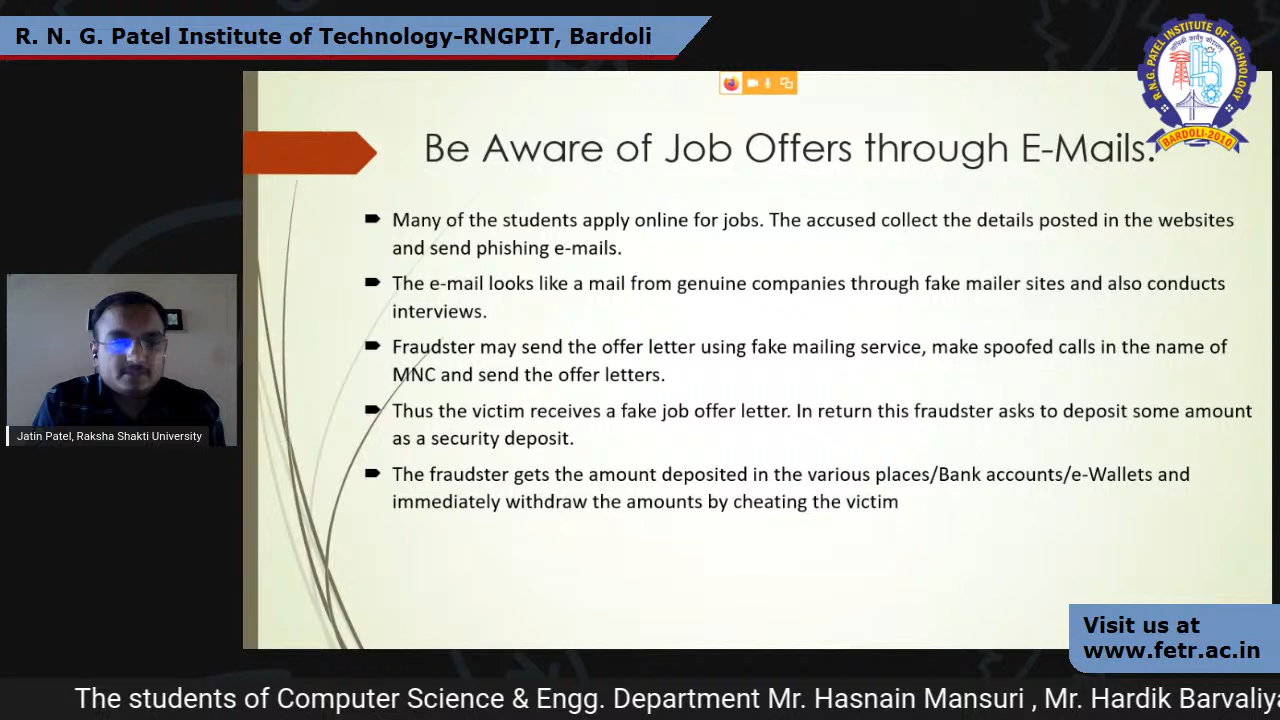 R. N. G. Patel Institute of Technology-RNGPIT, Bardoli
R. N. G. PATEL INSTITUTE OF TECHNOLOGY
BARDOLI-2010
Be Aware of Job Offers through E-Mails.
Many of the students apply online for jobs. The accused collect the details posted in the websites
and send phishing e-mails.
The e-mail looks like a mail from genuine companies through fake mailer sites and also conducts
interviews.
Fraudster may send the offer letter using fake mailing service, make spoofed calls in the name of
MNC and send the offer letters.
Thus the victim receives a fake job offer letter. In return this fraudster asks to deposit some amount
as a security deposit.
The fraudster gets the amount deposited in the various places/Bank accounts/e-Wallets and
immediately withdraw the amounts by cheating the victim
Jatin Patel, Raksha Shakti University
Visit us at
www.fetr.ac.in
The students of Computer Science & Engg. Department Mr. Hasnain Mansuri , Mr. Hardik Barvaliya